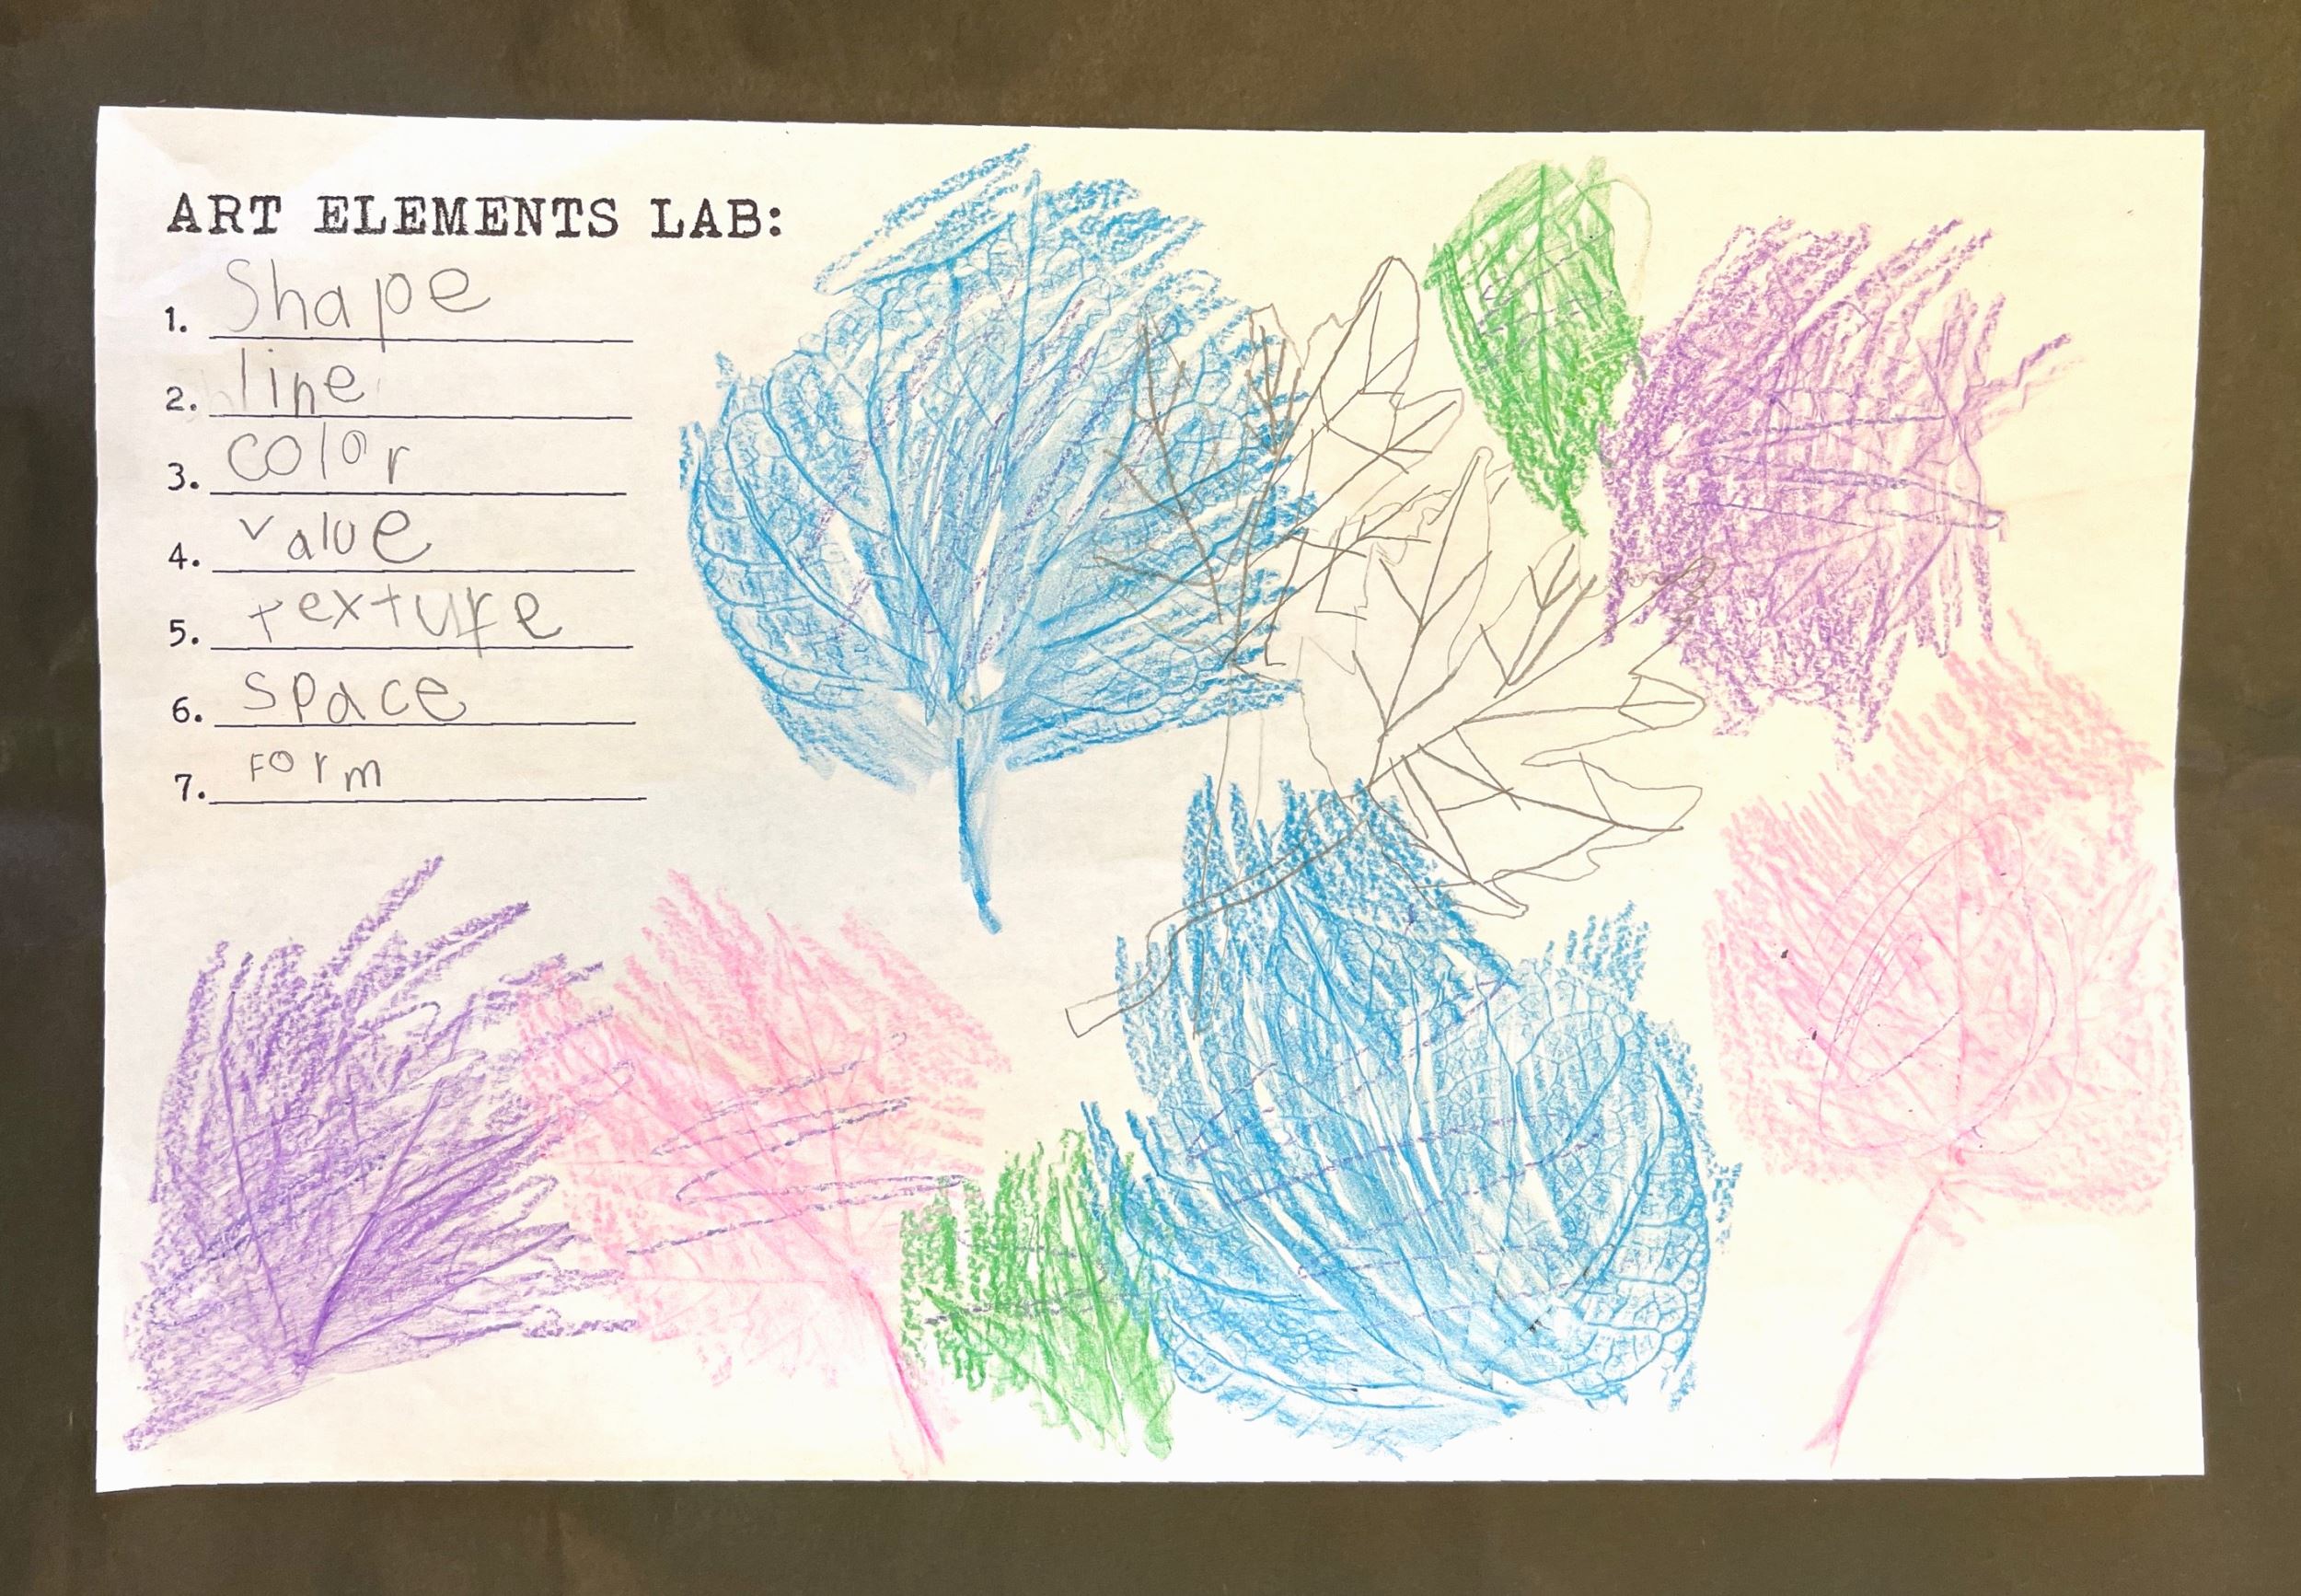 ART ELEMENTS LAB:
1. Shape
2. line
3. color
4. value
5. texture
6. space
7. Form